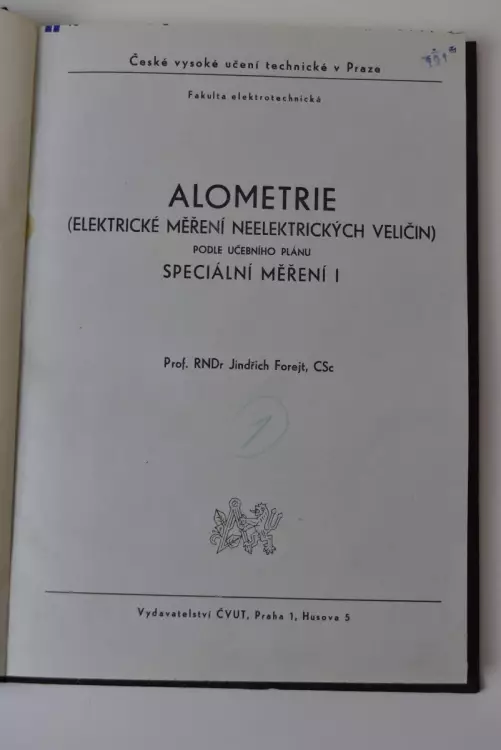 České vysoké učení technické v Praze
Fakulta elektrotechnická
ALOMETRIE
(ELEKTRICKÉ MĚŘENÍ NEELEKTRICKÝCH VELIČIN)
PODLE UČEBNÍHO PLÁNU
SPECIÁLNÍ MĚŘENÍ I
Prof. RNDr Jindřich Forejt, CSc
1
Vydavatelství ČVUT, Praha 1, Husova 5